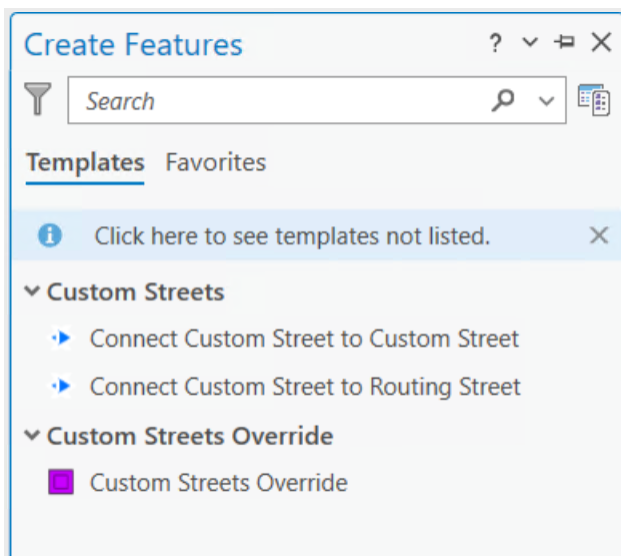 Create Features
Search
Templates Favorites
Click here to see templates not listed.
Custom Streets
Connect Custom Street to Custom Street
Connect Custom Street to Routing Street
Custom Streets Override
Custom Streets Override